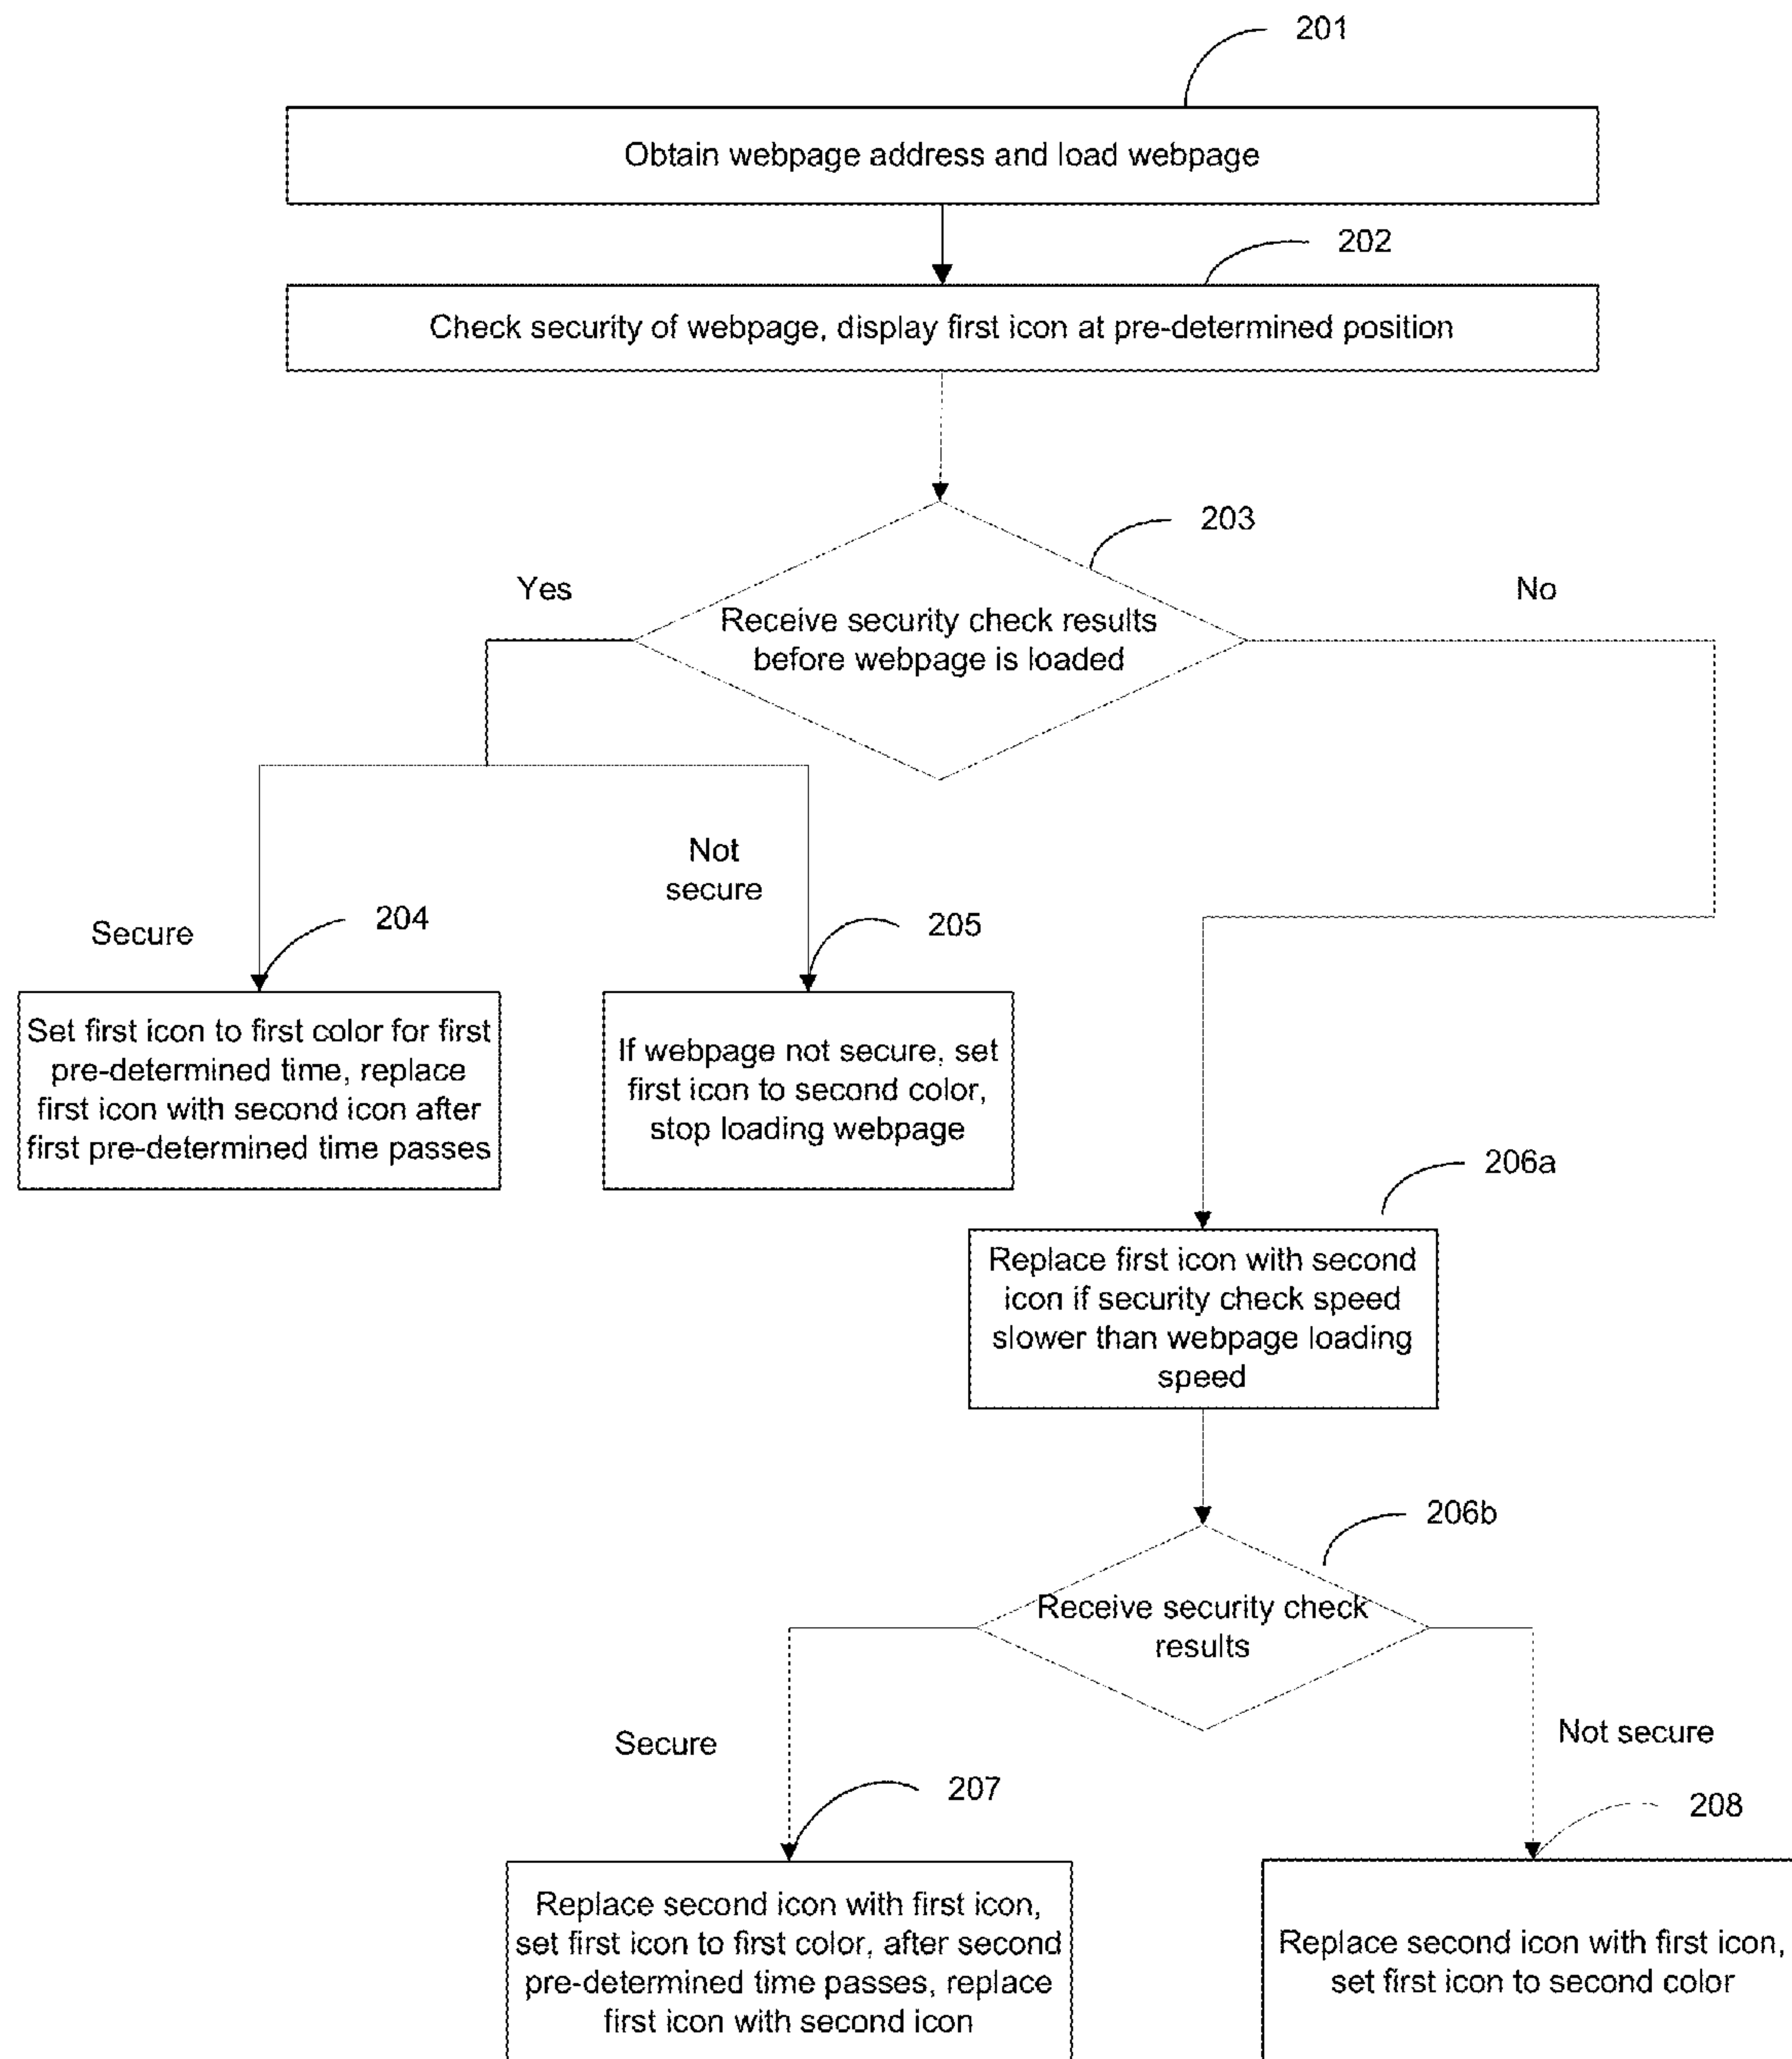 201
Obtain webpage address and load webpage
202
Check security of webpage, display first icon at pre-determined position
203
Yes
No
Receive security check results
before webpage is loaded
Not
secure
Secure
204
205
Set first icon to first color for first
pre-determined time, replace
first icon with second icon after
first pre-determined time passes
If webpage not secure, set
first icon to second color,
stop loading webpage
206a
Replace first icon with second
icon if security check speed
slower than webpage loading
speed
206b
Receive security check
results
Secure
Not secure
207
208
Replace second icon with first icon,
set first icon to first color, after second
pre-determined time passes, replace
first icon with second icon
Replace second icon with first icon,
set first icon to second color